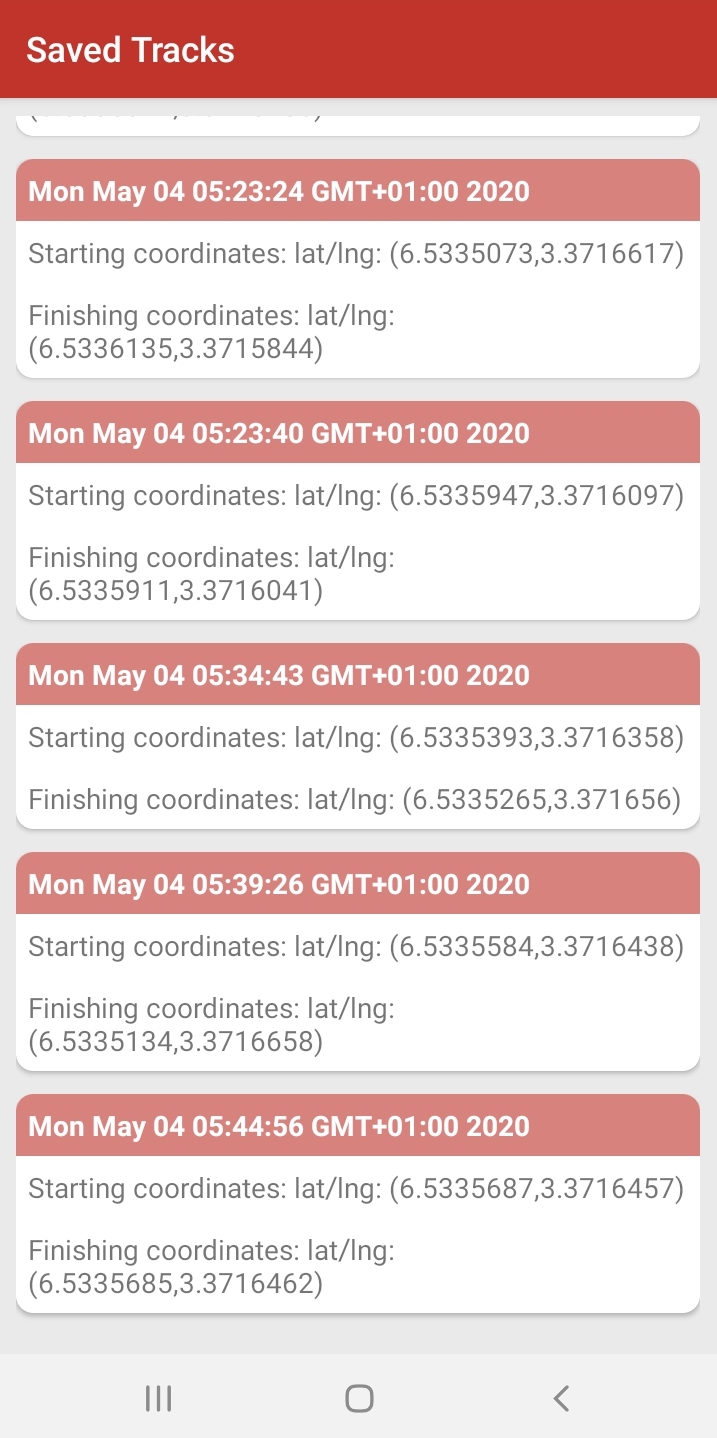 Saved Tracks
Mon May 04 05:23:24 GMT+01:00 2020
Starting coordinates: lat/lng: (6.5335073,3.3716617)
Finishing coordinates: lat/lng:
(6.5336135,3.3715844)
Mon May 04 05:23:40 GMT+01:00 2020
Starting coordinates: lat/lng: (6.5335947,3.3716097)
Finishing coordinates: lat/lng:
(6.5335911,3.3716041)
Mon May 04 05:34:43 GMT+01:00 2020
Starting coordinates: lat/lng: (6.5335393,3.3716358)
Finishing coordinates: lat/lng: (6.5335265,3.371656)
Mon May 04 05:39:26 GMT+01:00 2020
Starting coordinates: lat/lng: (6.5335584,3.3716438)
Finishing coordinates: lat/lng:
(6.5335134,3.3716658)
Mon May 04 05:44:56 GMT+01:00 2020
Starting coordinates: lat/lng: (6.5335687,3.3716457)
Finishing coordinates: lat/lng:
(6.5335685,3.3716462)